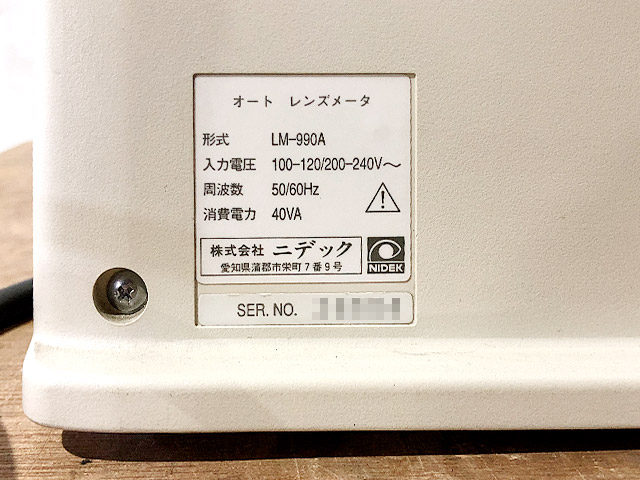 オート レンズメータ
形式 LM-990A
入力電圧 100-120/200-240V～
周波数 50/60Hz
消費電力 40VA
株式会社 ニデック
愛知県蒲郡市栄町7番9号
NIDEK
SER. NO.